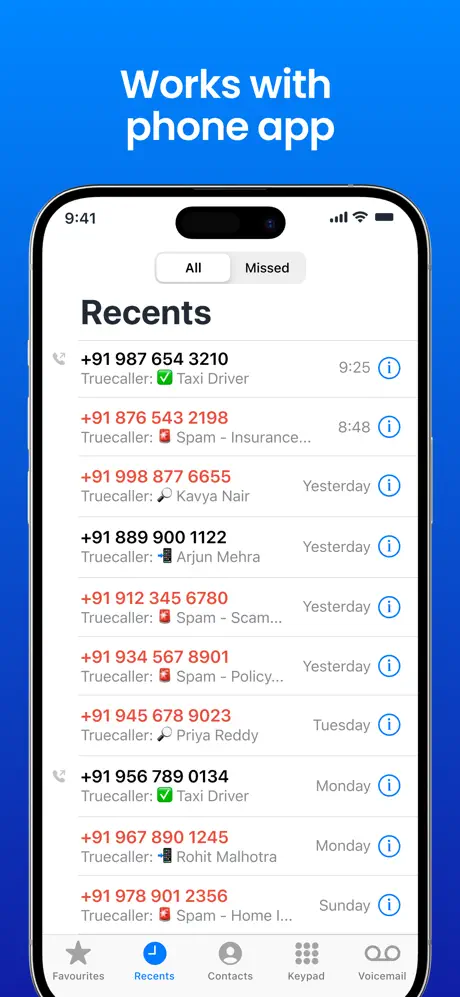 Works with
phone app
9:41
All Missed
Recents
+91 987 654 3210
Truecaller: ✅ Taxi Driver
9:25
+91 876 543 2198
Truecaller: 🚨 Spam - Insurance...
8:48
+91 998 877 6655
Truecaller: 🔎 Kavya Nair
Yesterday
+91 889 900 1122
Truecaller: 📲 Arjun Mehra
Yesterday
+91 912 345 6780
Truecaller: 🚨 Spam - Scam...
Yesterday
+91 934 567 8901
Truecaller: 🚨 Spam - Policy...
Yesterday
+91 945 678 9023
Truecaller: 🔎 Priya Reddy
Tuesday
+91 956 789 0134
Truecaller: ✅ Taxi Driver
Monday
+91 967 890 1245
Truecaller: 📲 Rohit Malhotra
Monday
+91 978 901 2356
Truecaller: 🚨 Spam - Home I...
Sunday
Favourites Recents Contacts Keypad Voicemail